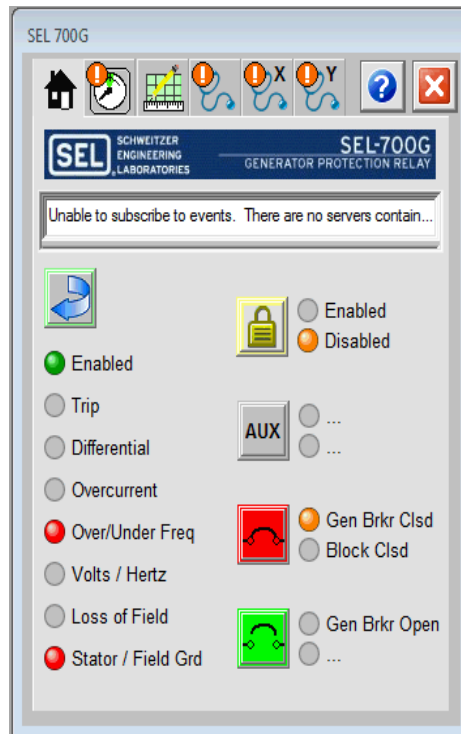 SEL 700G
X
Y
?
SEL
SCHWEITZER
ENGINEERING
LABORATORIES
SEL-700G
GENERATOR PROTECTION RELAY
Unable to subscribe to events. There are no servers contain...
Enabled
Trip
Differential
Overcurrent
Over/Under Freq
Volts / Hertz
Loss of Field
Stator / Field Grd
Enabled
Disabled
AUX
...
...
Gen Brkr Clsd
Block Clsd
Gen Brkr Open
...